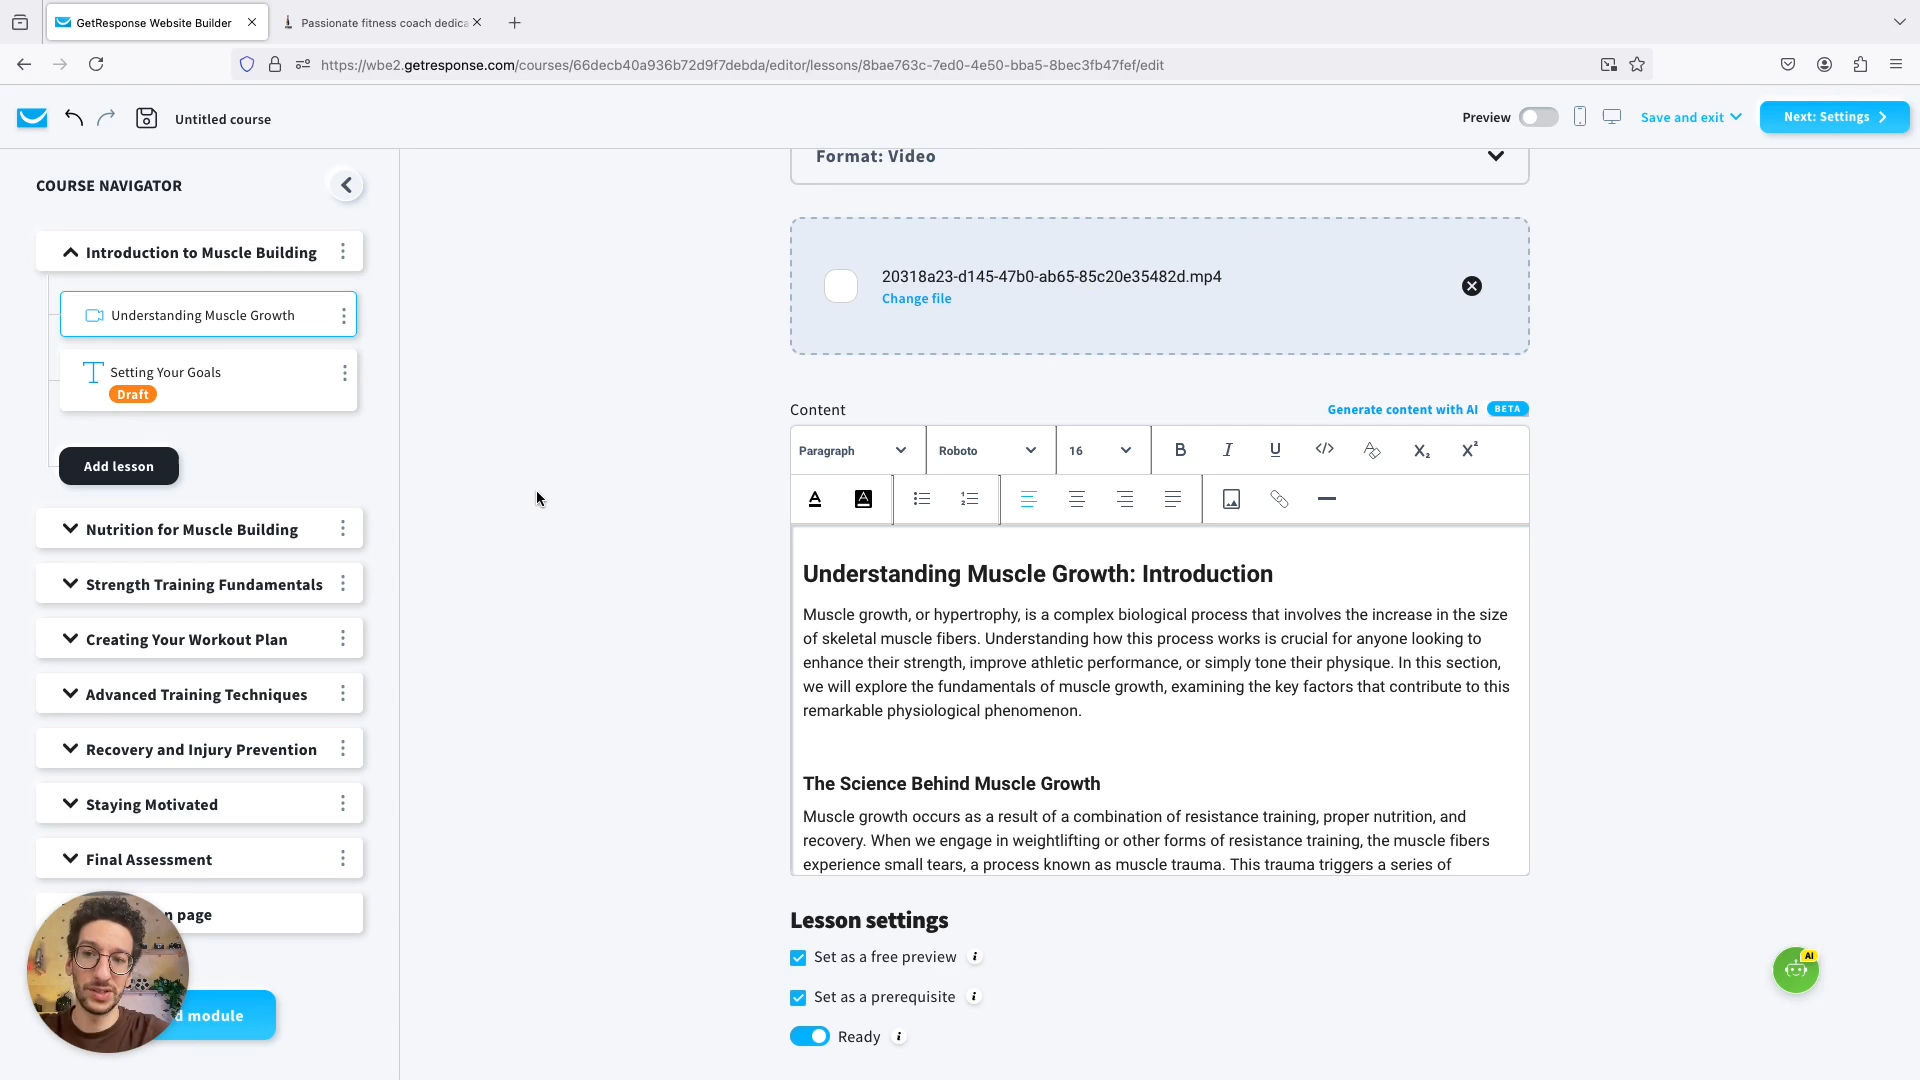 GetResponse Website Builder
Passionate fitness coach dedica
https://wbe2.getresponse.com/courses/66decb40a936b72d9f7debda/editor/lessons/8bae763c-7ed0-4e50-bba5-8bec3fb47fef/edit
Untitled course
Preview
Save and exit
Next: Settings
COURSE NAVIGATOR
Introduction to Muscle Building
Understanding Muscle Growth
Setting Your Goals
Draft
Add lesson
Nutrition for Muscle Building
Strength Training Fundamentals
Creating Your Workout Plan
Advanced Training Techniques
Recovery and Injury Prevention
Staying Motivated
Final Assessment
page
module
Format: Video
20318a23-d145-47b0-ab65-85c20e35482d.mp4
Change file
Content
Generate content with AI BETA
Paragraph Roboto 16
Understanding Muscle Growth: Introduction
Muscle growth, or hypertrophy, is a complex biological process that involves the increase in the size
of skeletal muscle fibers. Understanding how this process works is crucial for anyone looking to
enhance their strength, improve athletic performance, or simply tone their physique. In this section,
we will explore the fundamentals of muscle growth, examining the key factors that contribute to this
remarkable physiological phenomenon.
The Science Behind Muscle Growth
Muscle growth occurs as a result of a combination of resistance training, proper nutrition, and
recovery. When we engage in weightlifting or other forms of resistance training, the muscle fibers
experience small tears, a process known as muscle trauma. This trauma triggers a series of
Lesson settings
Set as a free preview
Set as a prerequisite
Ready
AI